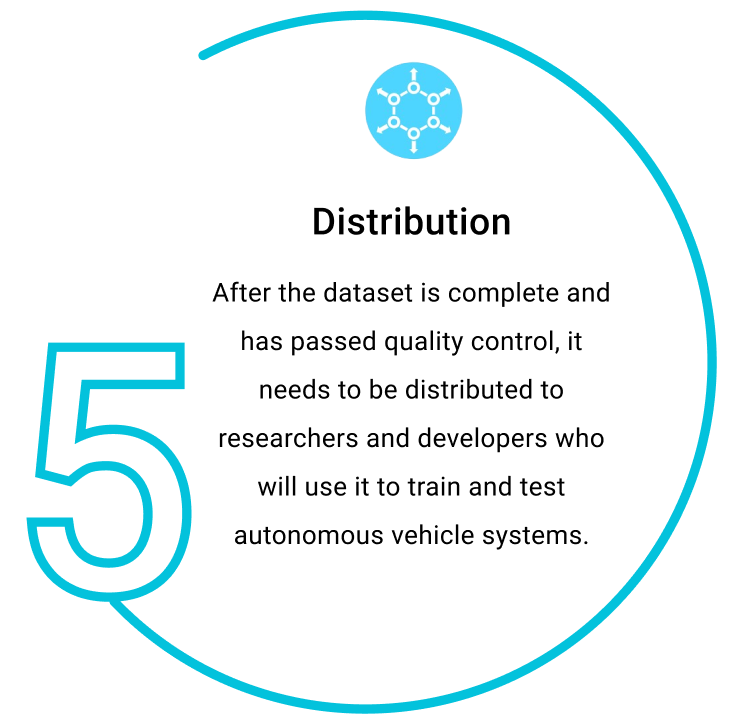 Distribution
After the dataset is complete and
has passed quality control, it
needs to be distributed to
researchers and developers who
will use it to train and test
autonomous vehicle systems.
5